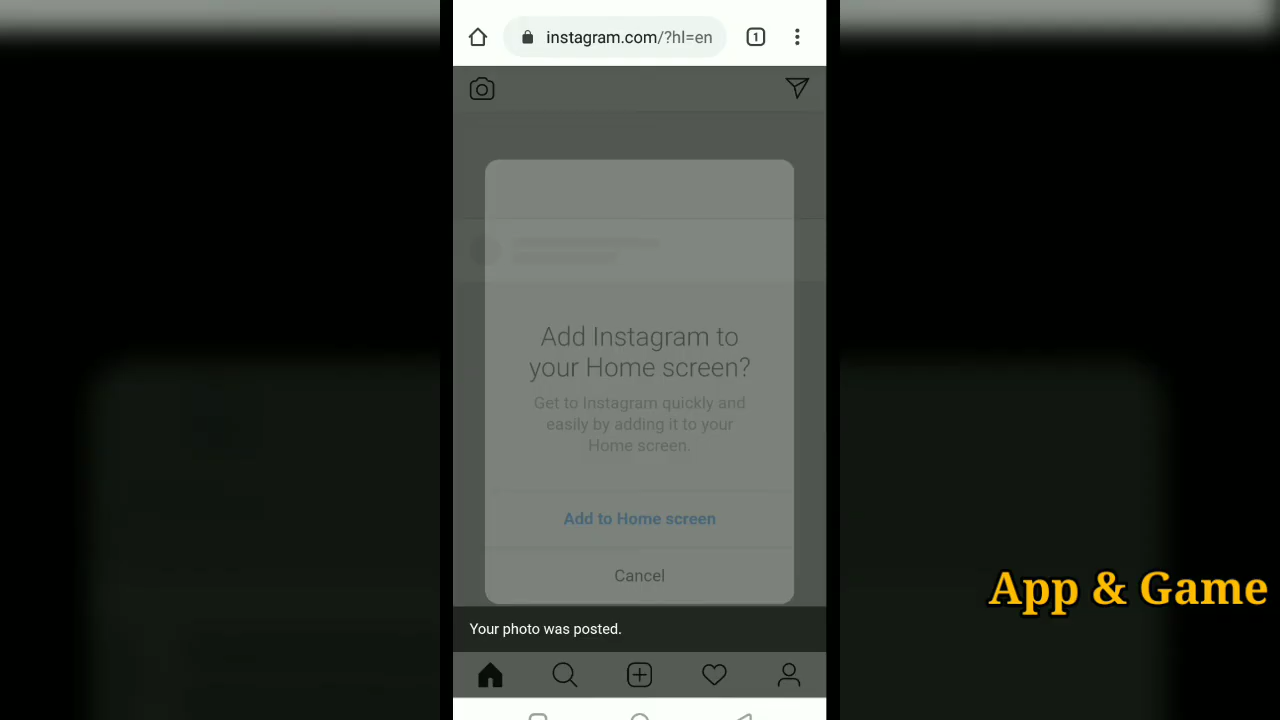 instagram.com/?hl=en
1
Add Instagram to
your Home screen?
Get to Instagram quickly and
easily by adding it to your
Home screen.
Add to Home screen
Cancel
App & Game
Your photo was posted.